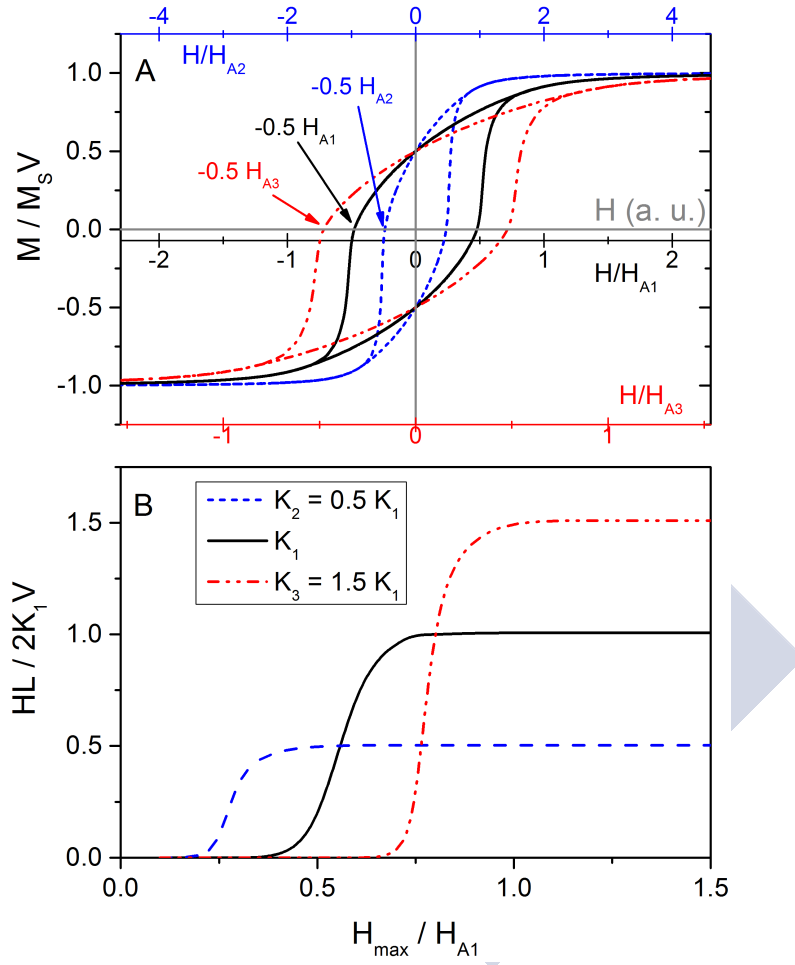 -4 -2 0 2 4
H/H_A2
A
-0.5 H_A2
-0.5 H_A1
-0.5 H_A3
M / M_S V
1.0
0.5
0.0
-0.5
-1.0
H (a. u.)
-2 -1 0 1 2
H/H_A1
H/H_A3
-1 0 1
B
K_2 = 0.5 K_1
K_1
K_3 = 1.5 K_1
HL / 2K_1V
1.5
1.0
0.5
0.0
0.0 0.5 1.0 1.5
H_max / H_A1